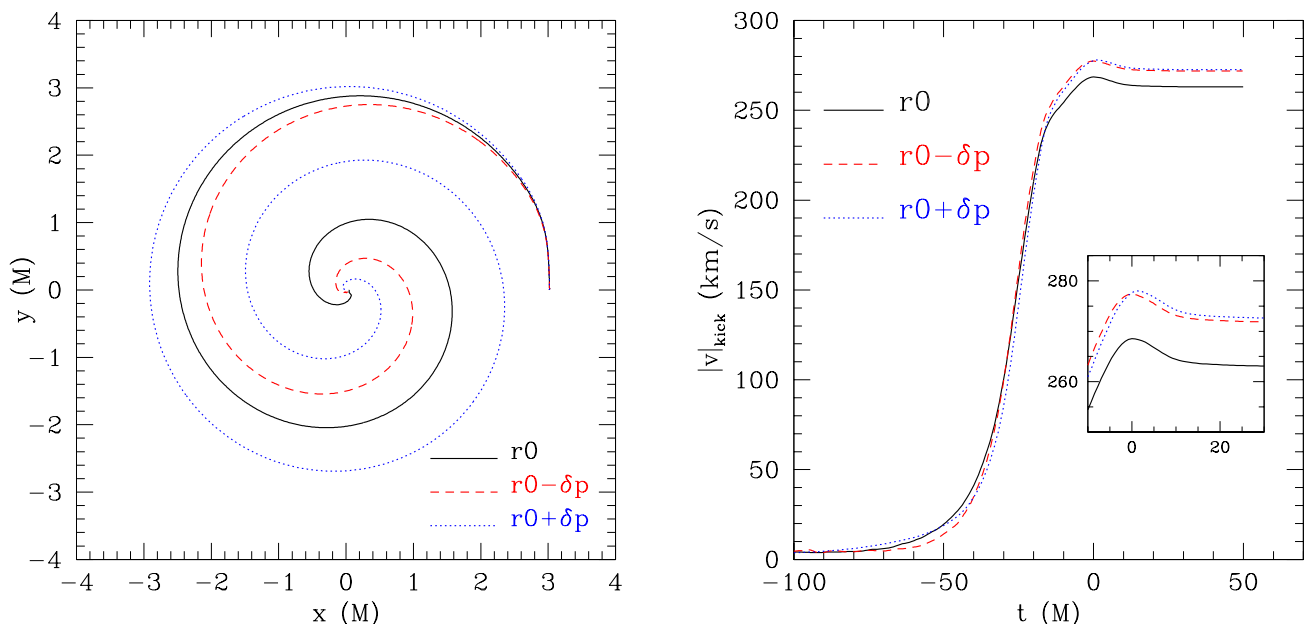 4
3
2
1
0
−1
−2
−3
−4
y (M)
−4 −3 −2 −1 0 1 2 3 4
x (M)
r0
r0−δp
r0+δp
300
250
200
150
100
50
0
|v|kick (km/s)
r0
r0−δp
r0+δp
280
260
0 20
−100 −50 0 50
t (M)